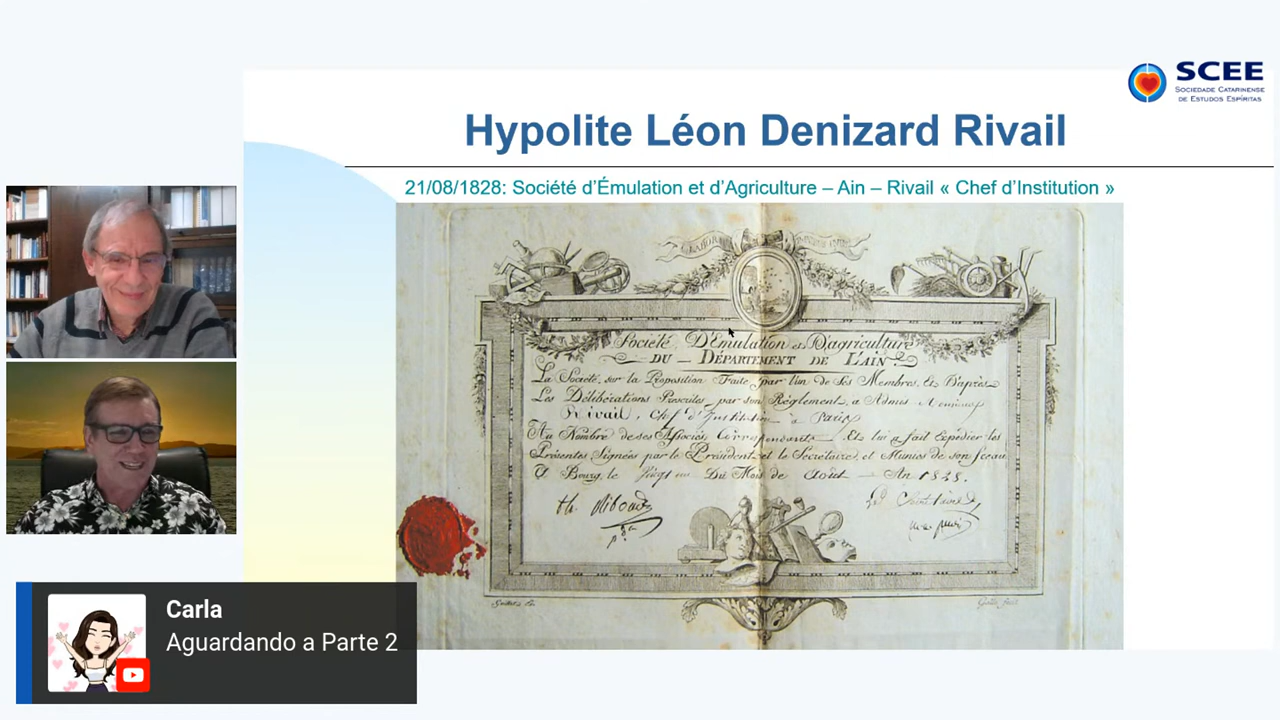 SCEE
SOCIEDADE CATARINENSE
DE ESTUDOS ESPÍRITAS
Hypolite Léon Denizard Rivail
21/08/1828: Société d’Émulation et d’Agriculture – Ain – Rivail « Chef d’Institution »
Société D'Emulation et D'agriculture
DU — DÉPARTEMENT DE L'AIN
La Société, sur la Proposition Faite par l'un de Ses Membres, Et D'après
Les Délibérations Prescrites, par son Règlement, a Admis Monsieur
Rivail, Chef d'Institution à Paris
Au Nombre de ses Associés Correspondants Et lui a fait Expédier les
Présentes Signées par le Président et le Secrétaire, et Munies de son Sceau
A Bourg, le Vingt un Du Mois de Août — An 1828.
Carla
Aguardando a Parte 2